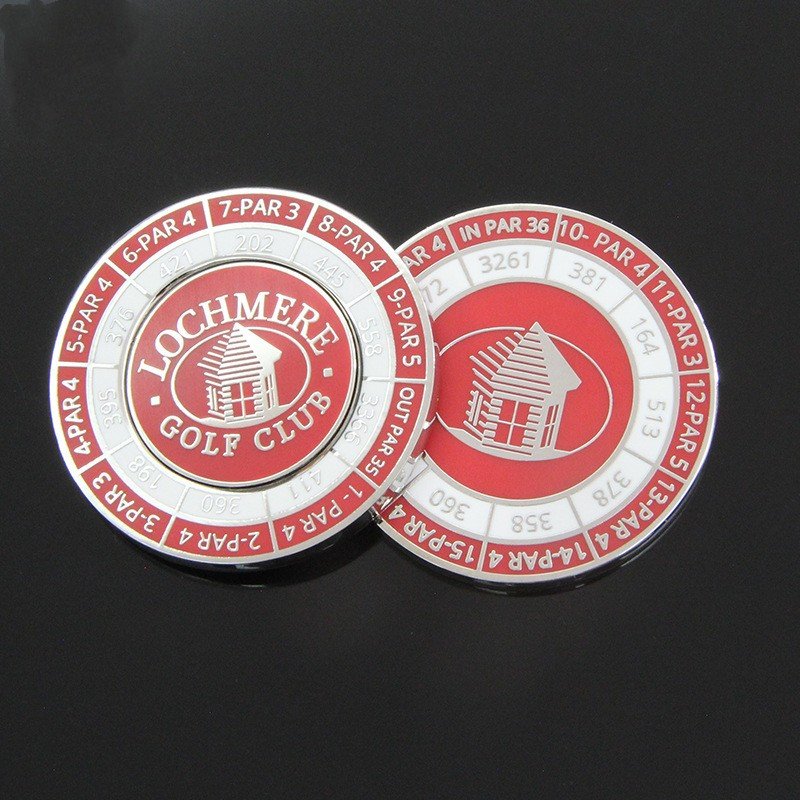 LOCHMERE
GOLF CLUB
1- PAR 4
411
2-PAR 4
360
3-PAR 3
198
4-PAR 4
395
5-PAR 4
376
6-PAR 4
421
7-PAR 3
202
8-PAR 4
445
9-PAR 5
558
OUT PAR 35
3366
IN PAR 36
3261
10- PAR 4
381
11-PAR 3
164
12-PAR 5
513
13-PAR 4
378
14-PAR 4
358
15-PAR 4
360
AR 4
72